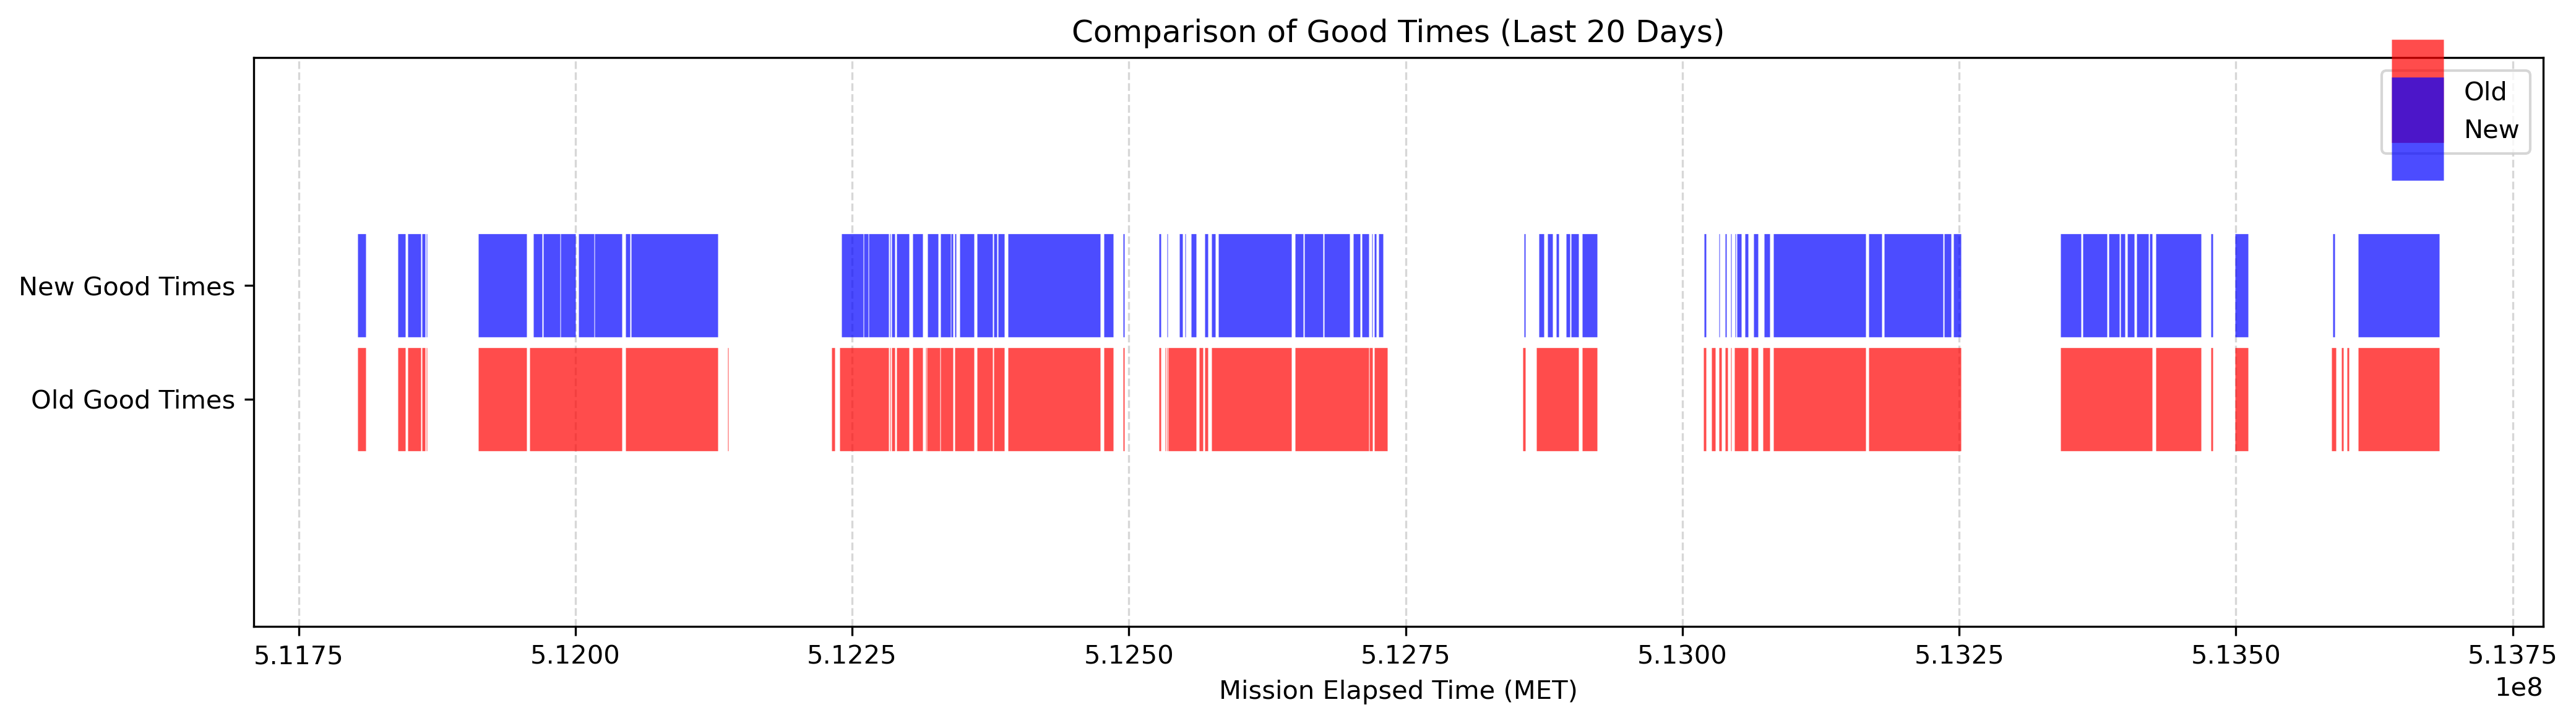 Comparison of Good Times (Last 20 Days)
Old
New
New Good Times
Old Good Times
5.1175 5.1200 5.1225 5.1250 5.1275 5.1300 5.1325 5.1350 5.1375
1e8
Mission Elapsed Time (MET)